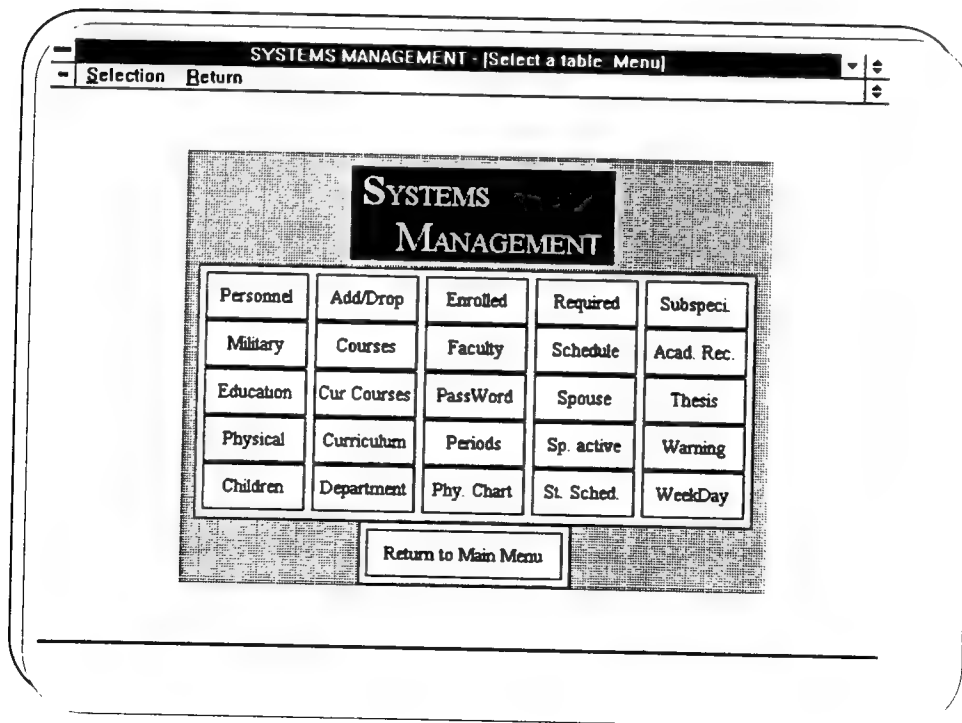 SYSTEMS MANAGEMENT - [Select a table Menu]
Selection Return
SYSTEMS
MANAGEMENT
Personnel Add/Drop Enrolled Required Subspeci.
Military Courses Faculty Schedule Acad. Rec.
Education Cur Courses PassWord Spouse Thesis
Physical Curriculum Periods Sp. active Warning
Children Department Phy. Chart St. Sched. WeekDay
Return to Main Menu